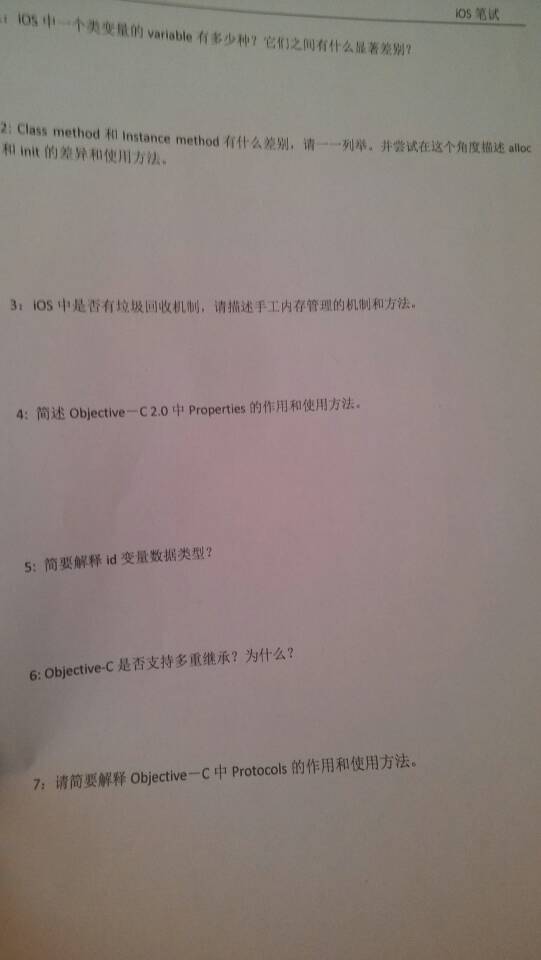 iOS 笔试
1: iOS 中一个类变量的 variable 有多少种？它们之间有什么显著差别？
2: Class method 和 Instance method 有什么差别，请一一列举。并尝试在这个角度描述 alloc
和 init 的差异和使用方法。
3: iOS 中是否有垃圾回收机制，请描述手工内存管理的机制和方法。
4: 简述 Objective－C 2.0 中 Properties 的作用和使用方法。
5: 简要解释 id 变量数据类型？
6: Objective-C 是否支持多重继承？为什么？
7: 请简要解释 Objective－C 中 Protocols 的作用和使用方法。